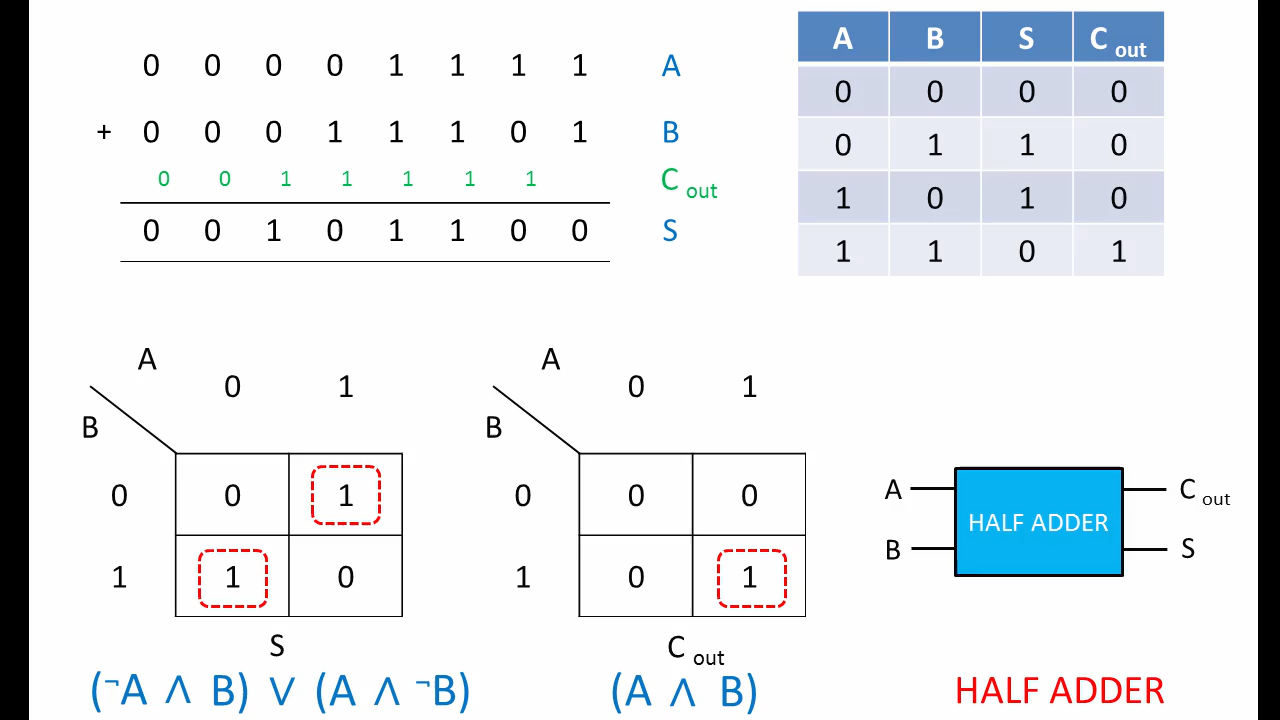 0 0 0 0 1 1 1 1 A
+ 0 0 0 1 1 1 0 1 B
0 0 1 1 1 1 1 C out
0 0 1 0 1 1 0 0 S
A B S C out
0 0 0 0
0 1 1 0
1 0 1 0
1 1 0 1
A
0 1
B
0 0 1
1 1 0
S
(¬A ∧ B) ∨ (A ∧ ¬B)
A
0 1
B
0 0 0
1 0 1
C out
(A ∧ B)
A C out
HALF ADDER
B S
HALF ADDER